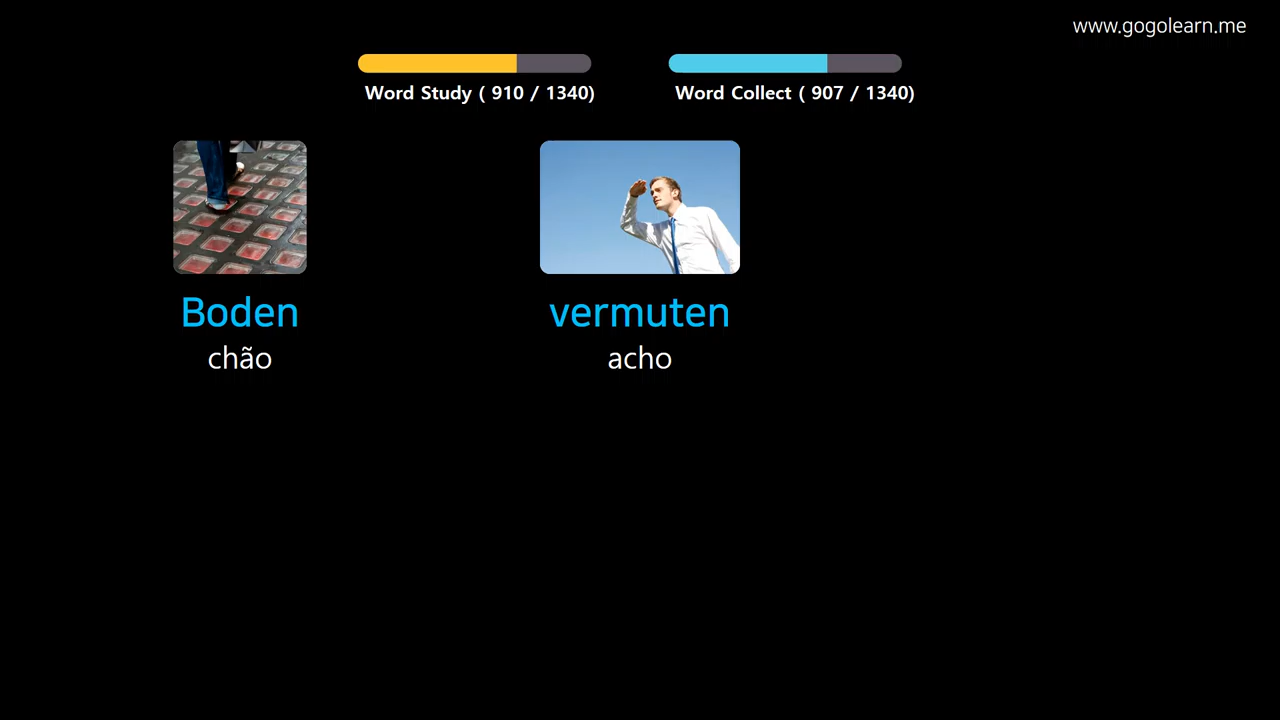 www.gogolearn.me
Word Study ( 910 / 1340)
Word Collect ( 907 / 1340)
Boden
chão
vermuten
acho